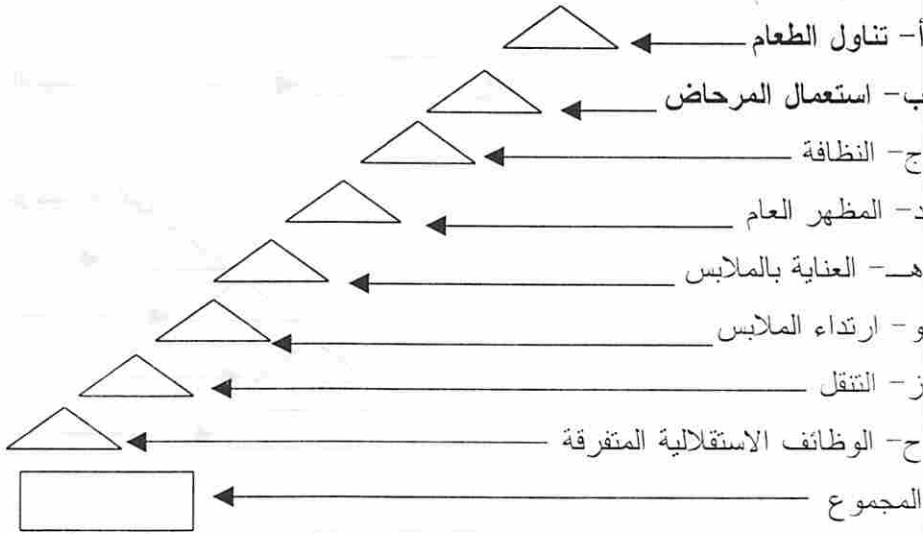 أ- تناول الطعام
ب- استعمال المرحاض
ج- النظافة
د- المظهر العام
هـ- العناية بالملابس
و- ارتداء الملابس
ز- التنقل
ح- الوظائف الاستقلالية المتفرقة
المجموع